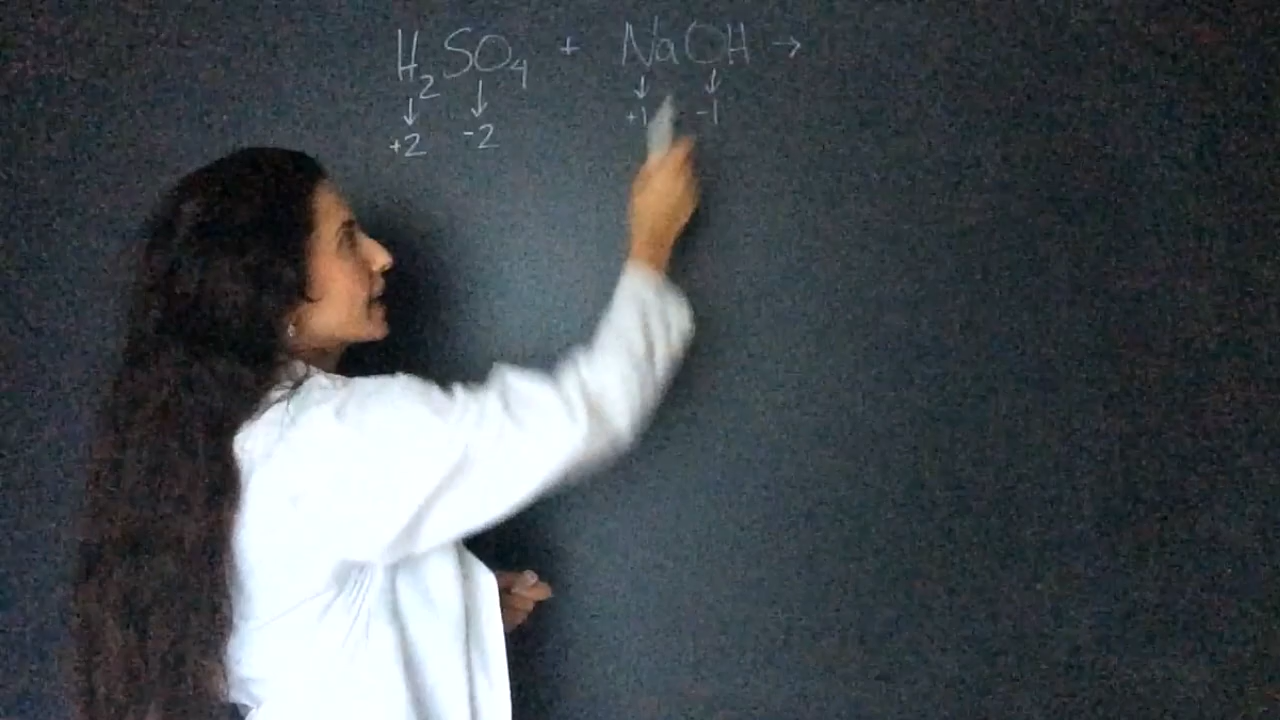 H₂SO₄ + NaOH →
↓ ↓ ↓ ↓
+2 -2 +1 -1